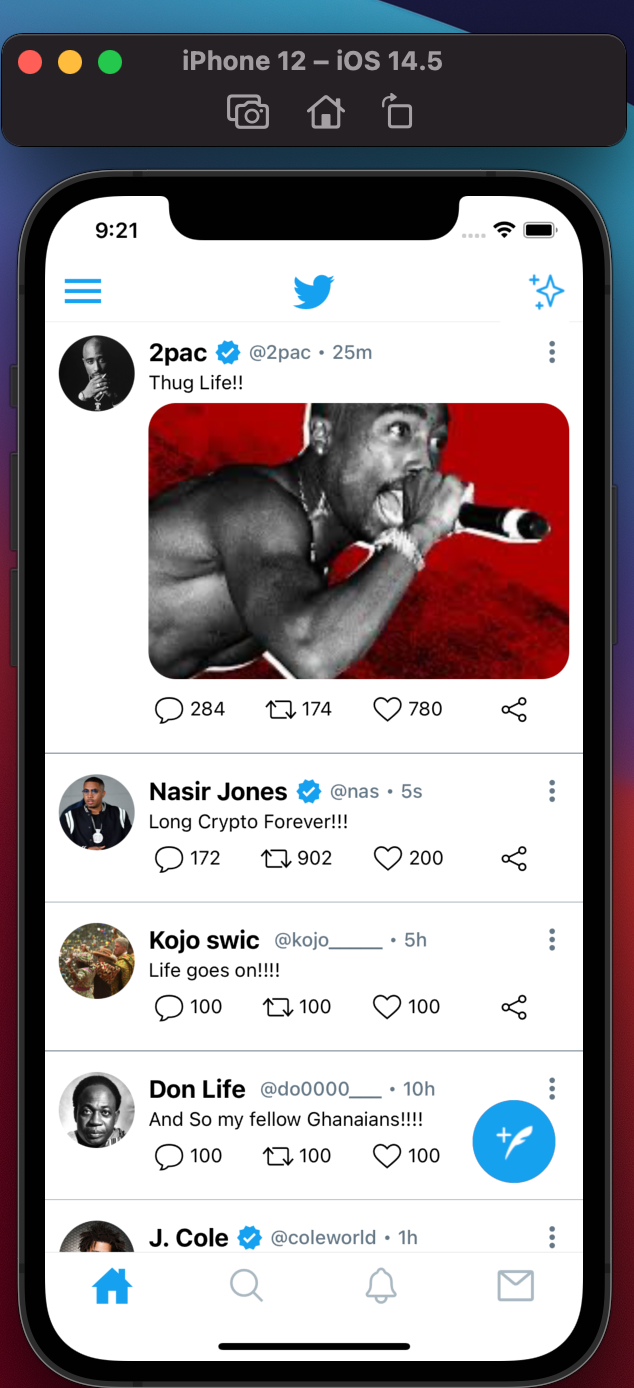 iPhone 12 – iOS 14.5
9:21
2pac @2pac • 25m
Thug Life!!
284 174 780
Nasir Jones @nas • 5s
Long Crypto Forever!!!
172 902 200
Kojo swic @kojo_____ • 5h
Life goes on!!!!
100 100 100
Don Life @do0000___ • 10h
And So my fellow Ghanaians!!!!
100 100 100
J. Cole @coleworld • 1h